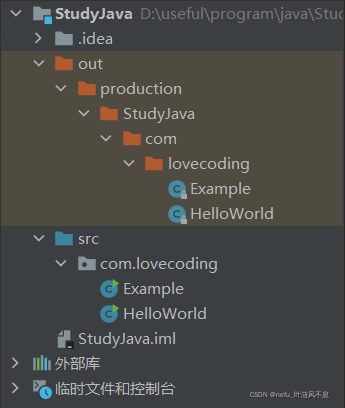 StudyJava D:\useful\program\java\Stud
.idea
out
production
StudyJava
com
lovecoding
Example
HelloWorld
src
com.lovecoding
Example
HelloWorld
StudyJava.iml
外部库
临时文件和控制台
CSDN @nefu_叶洁风不息